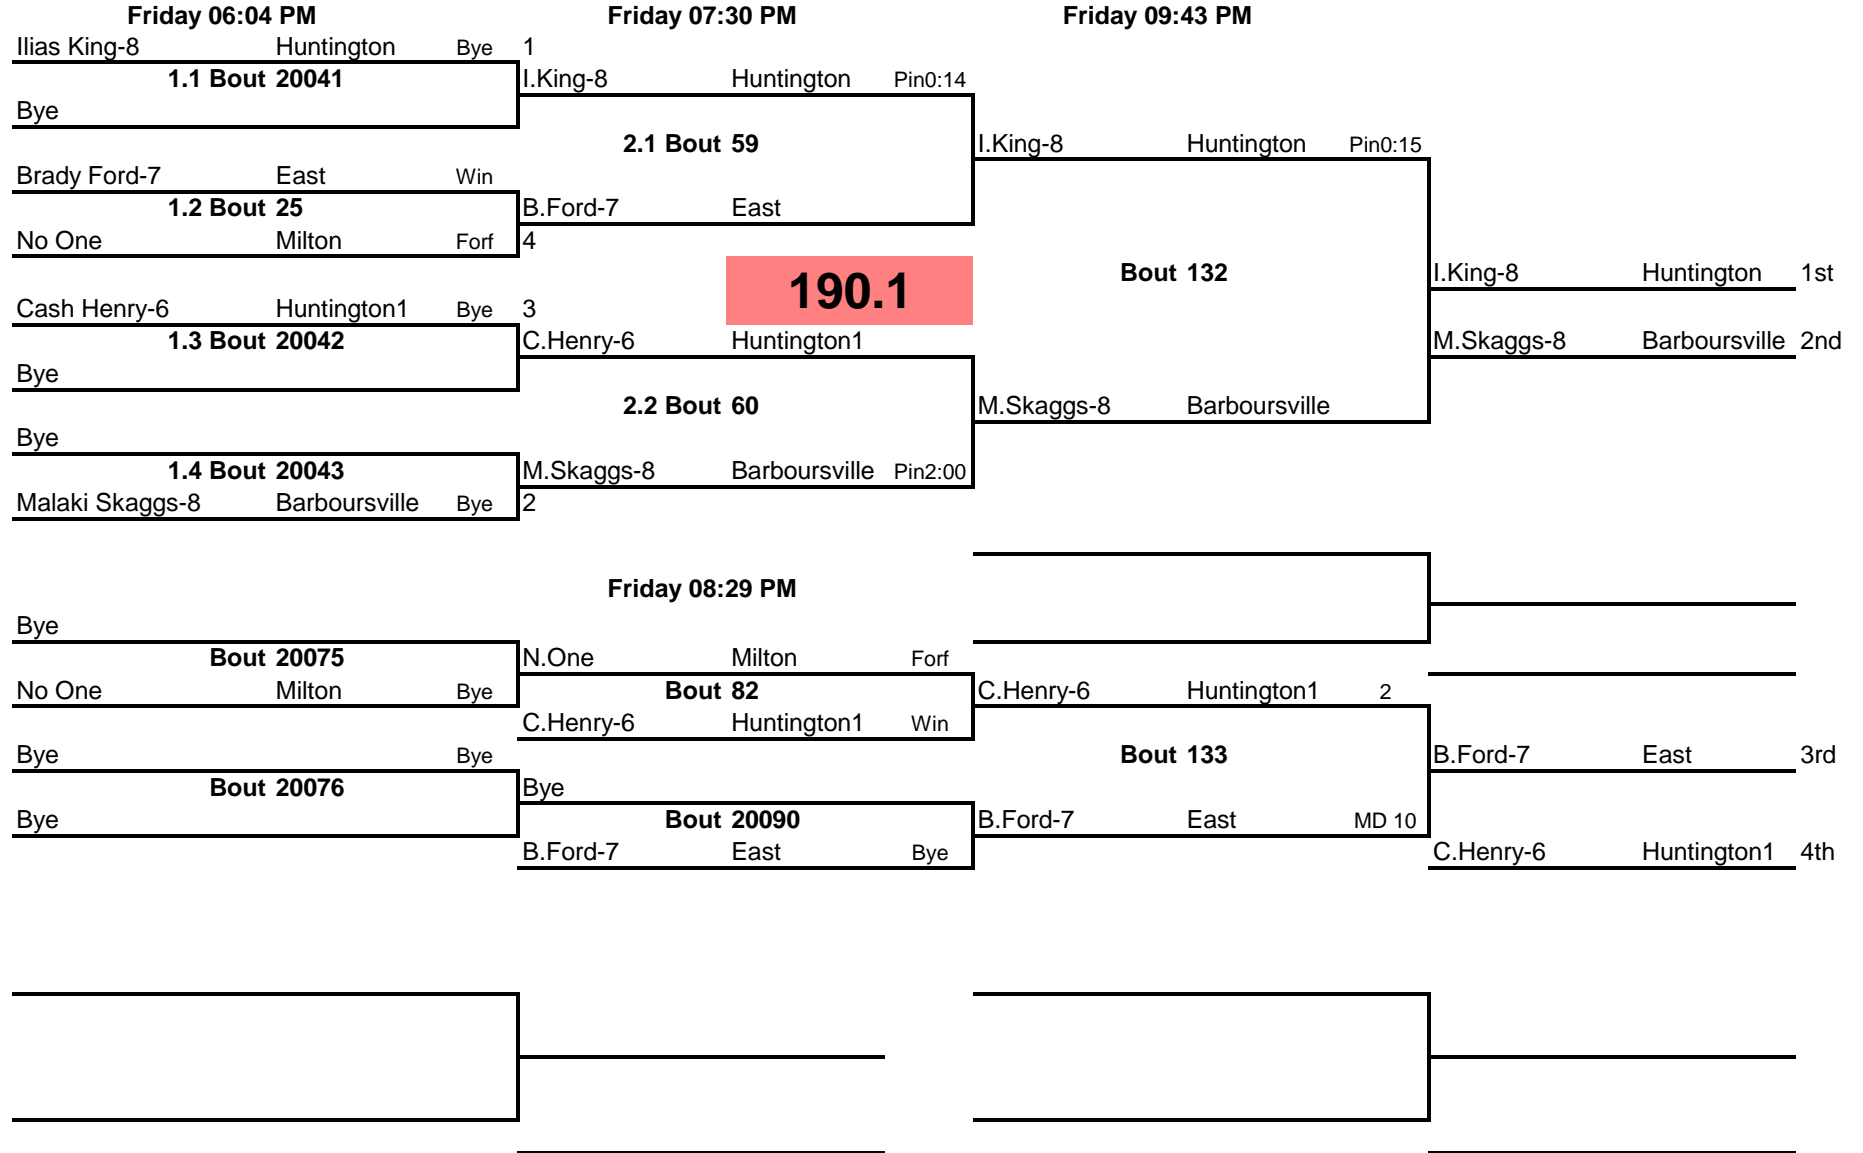 Friday 06:04 PM Friday 07:30 PM Friday 09:43 PM
Ilias King-8 Huntington Bye 1
1.1 Bout 20041 I.King-8 Huntington Pin0:14
Bye
2.1 Bout 59 I.King-8 Huntington Pin0:15
Brady Ford-7 East Win
1.2 Bout 25 B.Ford-7 East
No One Milton Forf 4
Bout 132 I.King-8 Huntington 1st
190.1
Cash Henry-6 Huntington1 Bye 3
1.3 Bout 20042 C.Henry-6 Huntington1 M.Skaggs-8 Barboursville 2nd
Bye
2.2 Bout 60 M.Skaggs-8 Barboursville
Bye
1.4 Bout 20043 M.Skaggs-8 Barboursville Pin2:00
Malaki Skaggs-8 Barboursville Bye 2
Friday 08:29 PM
Bye
Bout 20075 N.One Milton Forf
No One Milton Bye Bout 82 C.Henry-6 Huntington1 2
C.Henry-6 Huntington1 Win
Bye Bye Bout 133 B.Ford-7 East 3rd
Bout 20076 Bye
Bye Bout 20090 B.Ford-7 East MD 10
B.Ford-7 East Bye C.Henry-6 Huntington1 4th